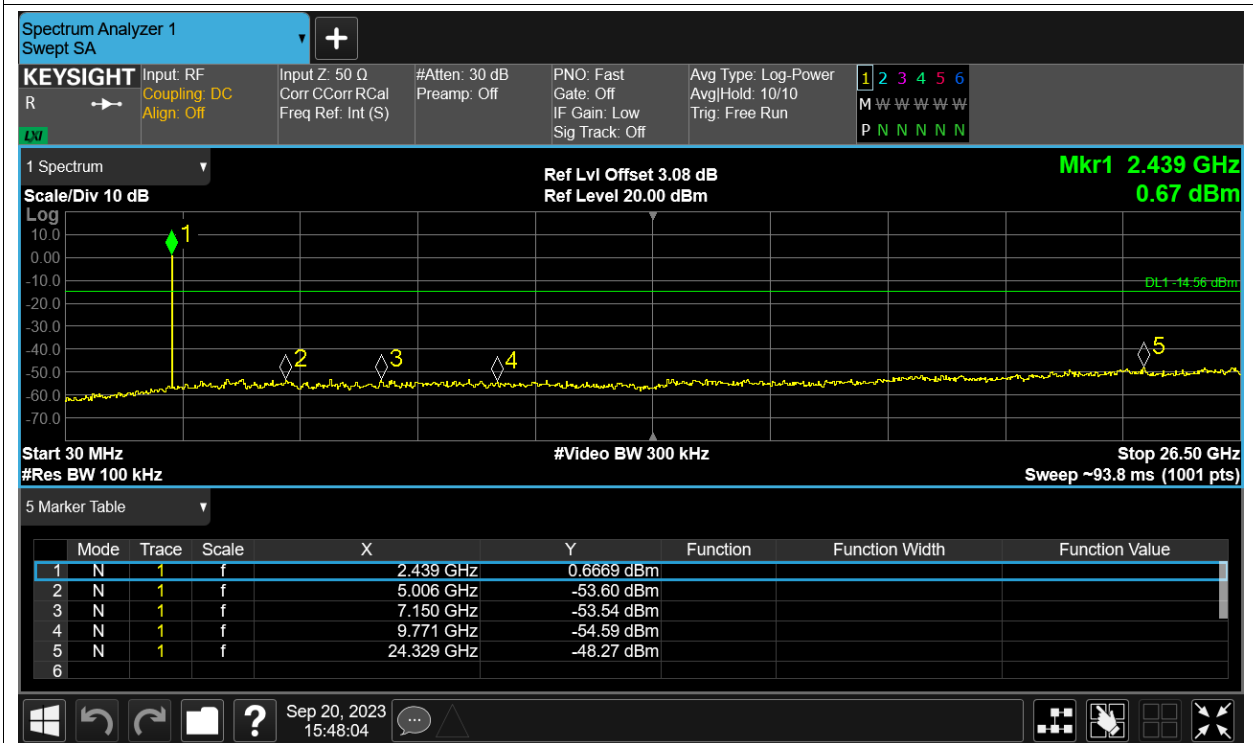 Spectrum Analyzer 1
Swept SA
+
KEYSIGHT
R
LXI
Input: RF
Coupling: DC
Align: Off
Input Z: 50 Ω
Corr CCorr RCal
Freq Ref: Int (S)
#Atten: 30 dB
Preamp: Off
PNO: Fast
Gate: Off
IF Gain: Low
Sig Track: Off
Avg Type: Log-Power
Avg|Hold: 10/10
Trig: Free Run
1 2 3 4 5 6
M W W W W W
P N N N N N
1 Spectrum
Scale/Div 10 dB
Ref Lvl Offset 3.08 dB
Ref Level 20.00 dBm
Mkr1 2.439 GHz
0.67 dBm
Log
10.0
0.00
-10.0
-20.0
-30.0
-40.0
-50.0
-60.0
-70.0
1
2
3
4
5
DL1 -14.56 dBm
Start 30 MHz
#Res BW 100 kHz
#Video BW 300 kHz
Stop 26.50 GHz
Sweep ~93.8 ms (1001 pts)
5 Marker Table
Mode Trace Scale X Y Function Function Width Function Value
1 N 1 f 2.439 GHz 0.6669 dBm
2 N 1 f 5.006 GHz -53.60 dBm
3 N 1 f 7.150 GHz -53.54 dBm
4 N 1 f 9.771 GHz -54.59 dBm
5 N 1 f 24.329 GHz -48.27 dBm
6
?
Sep 20, 2023
15:48:04